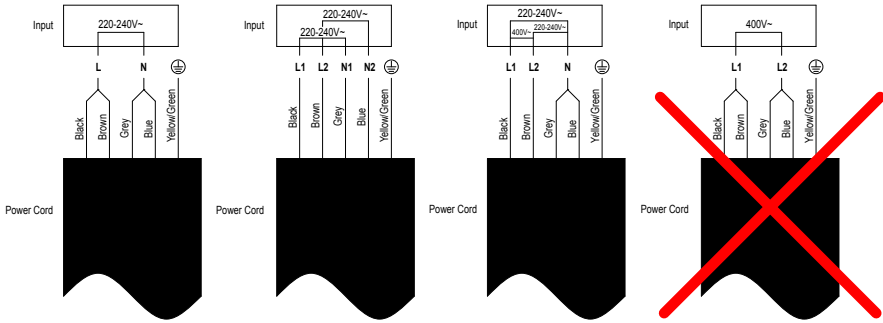 Input
220-240V~
L N
Black
Brown
Grey
Blue
Yellow/Green
Power Cord
Input
220-240V~
220-240V~
L1 L2 N1 N2
Black
Brown
Grey
Blue
Yellow/Green
Power Cord
Input
220-240V~
400V~
220-240V~
L1 L2 N
Black
Brown
Grey
Blue
Yellow/Green
Power Cord
Input
400V~
L1 L2
Black
Brown
Grey
Blue
Yellow/Green
Power Cord